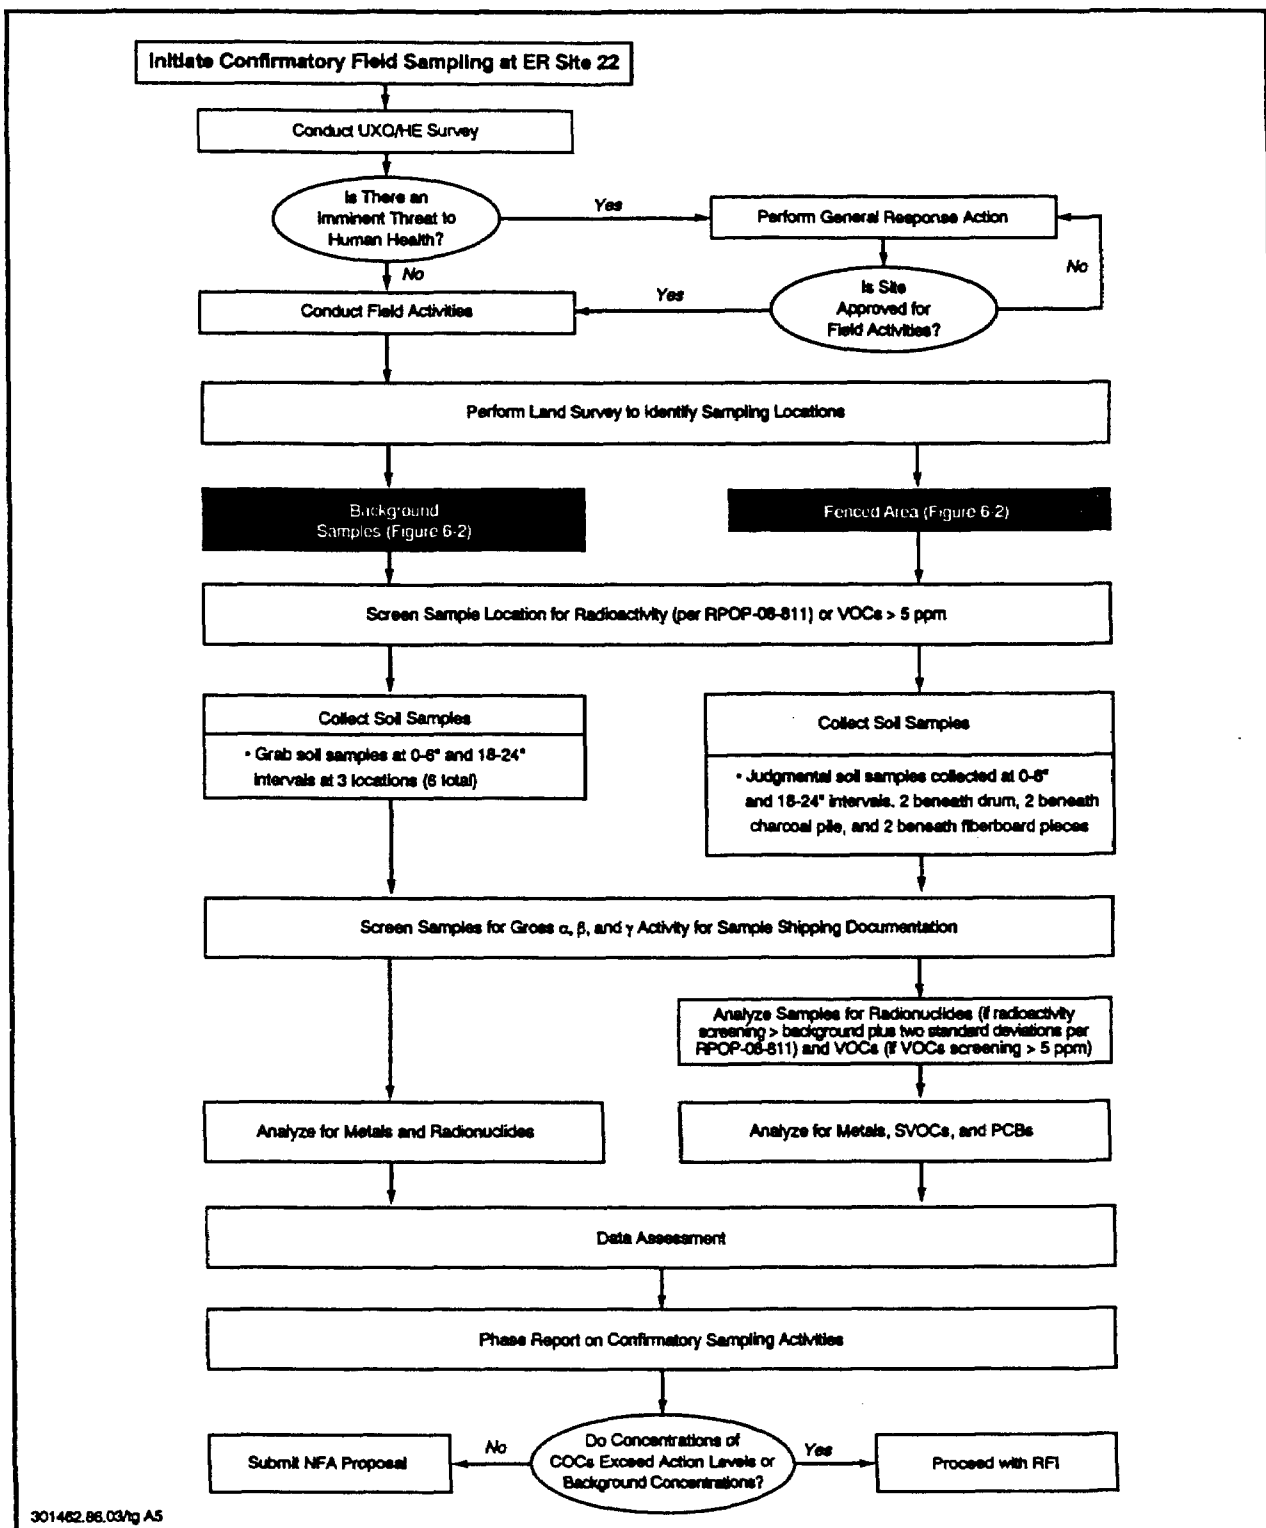 Initiate Confirmatory Field Sampling at ER Site 22
Conduct UXO/HE Survey
Is There an
Imminent Threat to
Human Health?
Yes
Perform General Response Action
No
No
Is Site
Approved for
Field Activities?
Yes
Conduct Field Activities
Perform Land Survey to Identify Sampling Locations
Background
Samples (Figure 6-2)
Fenced Area (Figure 6-2)
Screen Sample Location for Radioactivity (per RPOP-06-811) or VOCs > 5 ppm
Collect Soil Samples
• Grab soil samples at 0-6" and 18-24"
intervals at 3 locations (6 total)
Collect Soil Samples
• Judgmental soil samples collected at 0-6"
and 18-24" intervals. 2 beneath drum, 2 beneath
charcoal pile, and 2 beneath fiberboard pieces
Screen Samples for Gross α, β, and γ Activity for Sample Shipping Documentation
Analyze Samples for Radionuclides (if radioactivity
screening > background plus two standard deviations per
RPOP-06-811) and VOCs (if VOCs screening > 5 ppm)
Analyze for Metals and Radionuclides
Analyze for Metals, SVOCs, and PCBs
Data Assessment
Phase Report on Confirmatory Sampling Activities
Do Concentrations of
COCs Exceed Action Levels or
Background Concentrations?
No
Submit NFA Proposal
Yes
Proceed with RFI
301462.86.03/tg A5